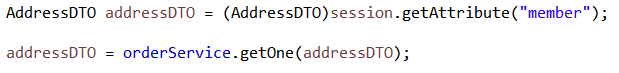 AddressDTO addressDTO = (AddressDTO)session.getAttribute("member");
addressDTO = orderService.getOne(addressDTO);